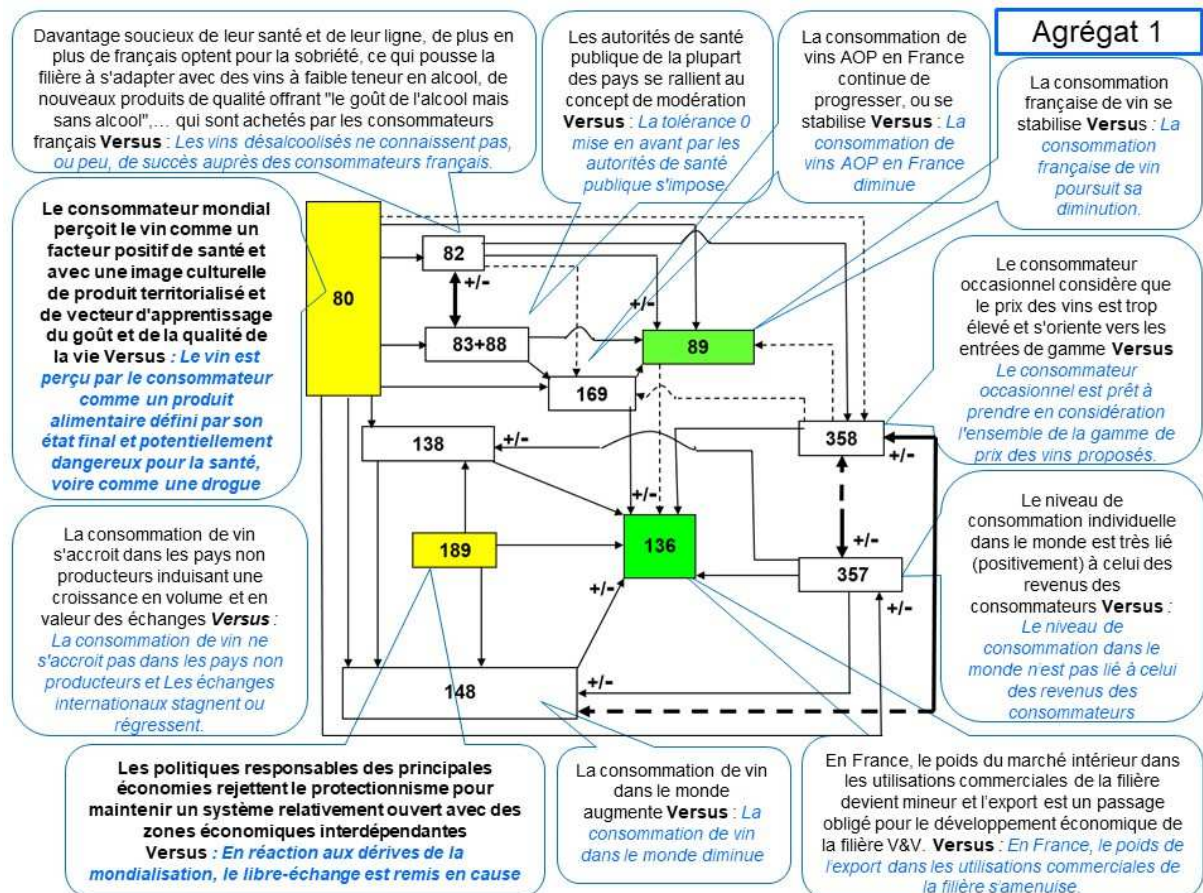 Agrégat 1
Davantage soucieux de leur santé et de leur ligne, de plus en
plus de français optent pour la sobriété, ce qui pousse la
filière à s'adapter avec des vins à faible teneur en alcool, de
nouveaux produits de qualité offrant "le goût de l'alcool mais
sans alcool",... qui sont achetés par les consommateurs
français Versus : Les vins désalcoolisés ne connaissent pas,
ou peu, de succès auprès des consommateurs français.
Les autorités de santé
publique de la plupart
des pays se rallient au
concept de modération
Versus : La tolérance 0
mise en avant par les
autorités de santé
publique s'impose
La consommation de
vins AOP en France
continue de
progresser, ou se
stabilise Versus : La
consommation de
vins AOP en France
diminue
La consommation
française de vin se
stabilise Versus : La
consommation
française de vin
poursuit sa
diminution.
Le consommateur mondial
perçoit le vin comme un
facteur positif de santé et
avec une image culturelle
de produit territorialisé et
de vecteur d'apprentissage
du goût et de la qualité de
la vie Versus : Le vin est
perçu par le consommateur
comme un produit
alimentaire défini par son
état final et potentiellement
dangereux pour la santé,
voire comme une drogue
80
82
+/-
83+88
+/-
89
169
138
+/-
358
+/-
+/-
189
136
+/-
357
+/-
+/-
148
+/-
Le consommateur
occasionnel considère que
le prix des vins est trop
élevé et s'oriente vers les
entrées de gamme Versus
Le consommateur
occasionnel est prêt à
prendre en considération
l'ensemble de la gamme de
prix des vins proposés.
La consommation de vin
s'accroit dans les pays non
producteurs induisant une
croissance en volume et en
valeur des échanges Versus :
La consommation de vin ne
s'accroit pas dans les pays non
producteurs et Les échanges
internationaux stagnent ou
régressent.
Le niveau de
consommation individuelle
dans le monde est très lié
(positivement) à celui des
revenus des
consommateurs Versus :
Le niveau de
consommation dans le
monde n'est pas lié à celui
des revenus des
consommateurs
Les politiques responsables des principales
économies rejettent le protectionnisme pour
maintenir un système relativement ouvert avec des
zones économiques interdépendantes
Versus : En réaction aux dérives de la
mondialisation, le libre-échange est remis en cause
La consommation de vin
dans le monde
augmente Versus : La
consommation de vin
dans le monde diminue
En France, le poids du marché intérieur dans
les utilisations commerciales de la filière
devient mineur et l'export est un passage
obligé pour le développement économique de
la filière V&V. Versus : En France, le poids de
l'export dans les utilisations commerciales de
la filière s'amenuise.